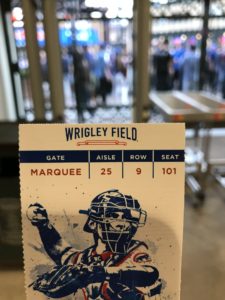 WRIGLEY FIELD
GATE AISLE ROW SEAT
MARQUEE 25 9 101